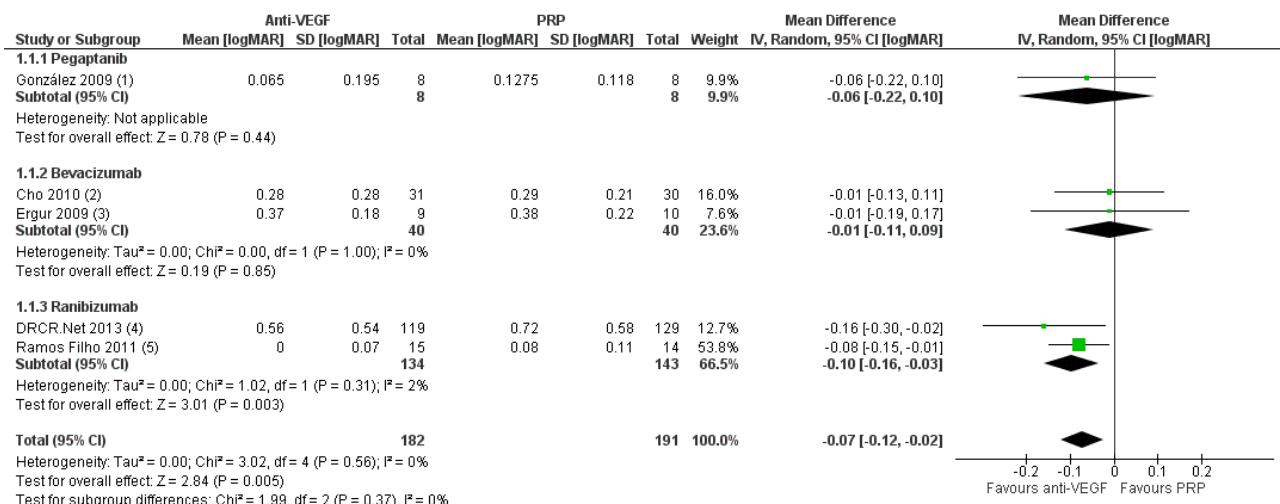 Anti-VEGF PRP Mean Difference Mean Difference
Study or Subgroup Mean [logMAR] SD [logMAR] Total Mean [logMAR] SD [logMAR] Total Weight IV, Random, 95% CI [logMAR] IV, Random, 95% CI [logMAR]
1.1.1 Pegaptanib
González 2009 (1) 0.065 0.195 8 0.1275 0.118 8 9.9% -0.06 [-0.22, 0.10]
Subtotal (95% CI) 8 8 9.9% -0.06 [-0.22, 0.10]
Heterogeneity: Not applicable
Test for overall effect: Z = 0.78 (P = 0.44)
1.1.2 Bevacizumab
Cho 2010 (2) 0.28 0.28 31 0.29 0.21 30 16.0% -0.01 [-0.13, 0.11]
Ergur 2009 (3) 0.37 0.18 9 0.38 0.22 10 7.6% -0.01 [-0.19, 0.17]
Subtotal (95% CI) 40 40 23.6% -0.01 [-0.11, 0.09]
Heterogeneity: Tau² = 0.00; Chi² = 0.00, df = 1 (P = 1.00); I² = 0%
Test for overall effect: Z = 0.19 (P = 0.85)
1.1.3 Ranibizumab
DRCR.Net 2013 (4) 0.56 0.54 119 0.72 0.58 129 12.7% -0.16 [-0.30, -0.02]
Ramos Filho 2011 (5) 0 0.07 15 0.08 0.11 14 53.8% -0.08 [-0.15, -0.01]
Subtotal (95% CI) 134 143 66.5% -0.10 [-0.16, -0.03]
Heterogeneity: Tau² = 0.00; Chi² = 1.02, df = 1 (P = 0.31); I² = 2%
Test for overall effect: Z = 3.01 (P = 0.003)
Total (95% CI) 182 191 100.0% -0.07 [-0.12, -0.02]
Heterogeneity: Tau² = 0.00; Chi² = 3.02, df = 4 (P = 0.56); I² = 0%
Test for overall effect: Z = 2.84 (P = 0.005)
Test for subgroup differences: Chi² = 1.99, df = 2 (P = 0.37), I² = 0%
-0.2 -0.1 0 0.1 0.2
Favours anti-VEGF Favours PRP